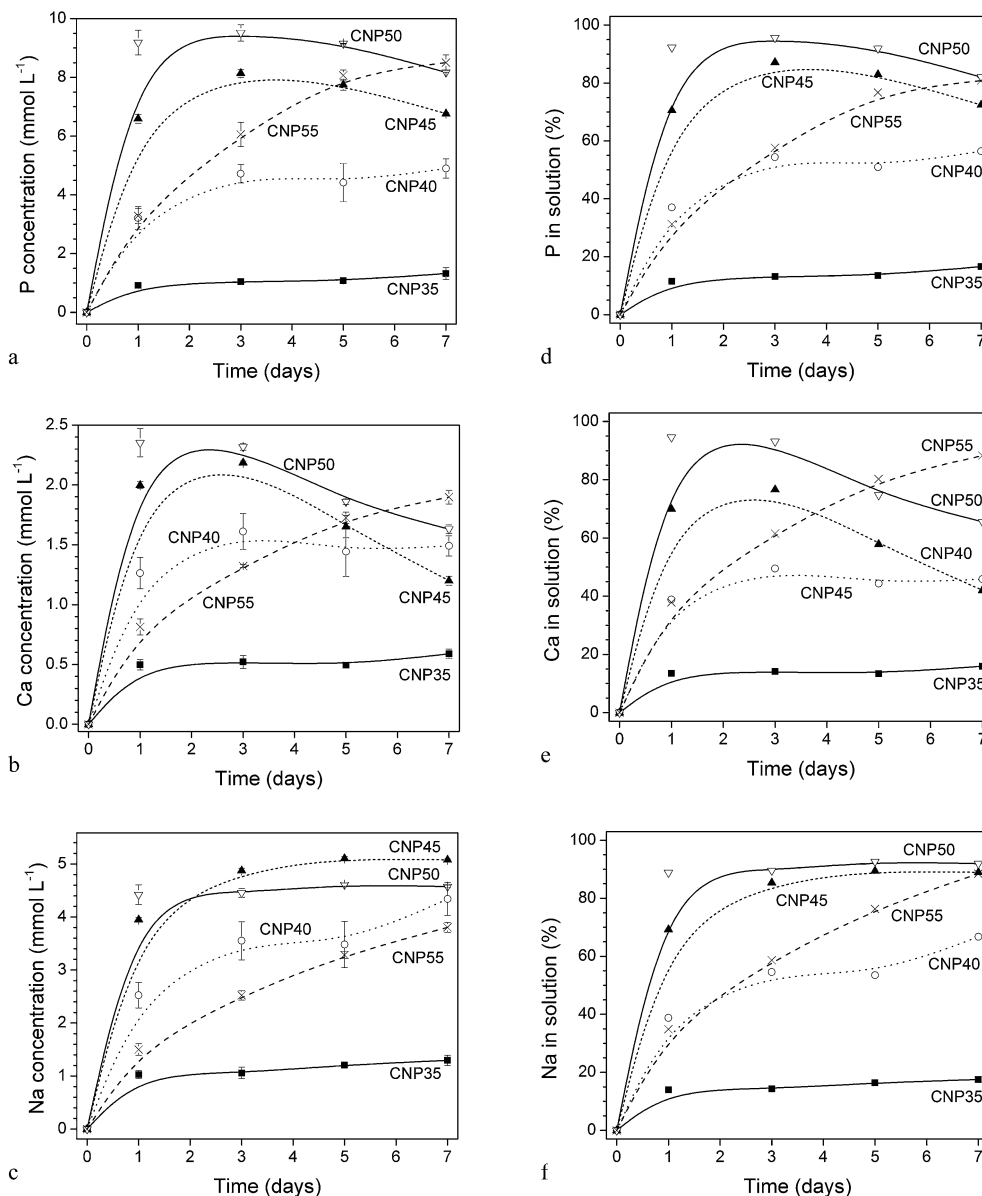 P concentration (mmol L⁻¹)
10
8
6
4
2
0
CNP50
CNP45
CNP55
CNP40
CNP35
0 1 2 3 4 5 6 7
Time (days)
a
P in solution (%)
100
80
60
40
20
0
CNP50
CNP45
CNP55
CNP40
CNP35
0 1 2 3 4 5 6 7
Time (days)
d
Ca concentration (mmol L⁻¹)
2.5
2.0
1.5
1.0
0.5
0.0
CNP50
CNP40
CNP55
CNP45
CNP35
0 1 2 3 4 5 6 7
Time (days)
b
Ca in solution (%)
100
80
60
40
20
0
CNP55
CNP50
CNP40
CNP45
CNP35
0 1 2 3 4 5 6 7
Time (days)
e
Na concentration (mmol L⁻¹)
5
4
3
2
1
0
CNP45
CNP50
CNP40
CNP55
CNP35
0 1 2 3 4 5 6 7
Time (days)
c
Na in solution (%)
100
80
60
40
20
0
CNP50
CNP45
CNP55
CNP40
CNP35
0 1 2 3 4 5 6 7
Time (days)
f